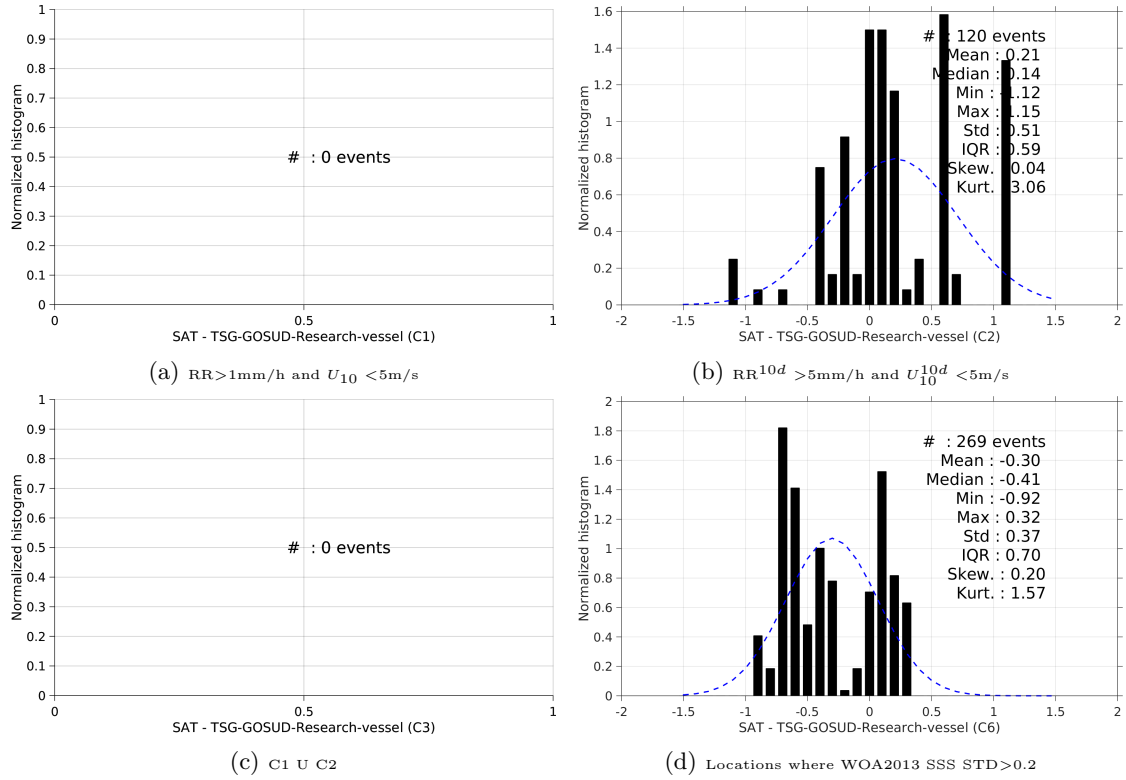 1
0.9
0.8
0.7
0.6
0.5
0.4
0.3
0.2
0.1
0
0
0.5
1
Normalized histogram
# : 0 events
SAT - TSG-GOSUD-Research-vessel (C1)
(a) RR>1mm/h and U10 <5m/s
1.6
1.4
1.2
1
0.8
0.6
0.4
0.2
0
-2
-1.5
-1
-0.5
0
0.5
1
1.5
2
Normalized histogram
# : 120 events
Mean : 0.21
Median : 0.14
Min : -1.12
Max : 1.15
Std : 0.51
IQR : 0.59
Skew. : 0.04
Kurt. : 3.06
SAT - TSG-GOSUD-Research-vessel (C2)
(b) RR^10d >5mm/h and U10^10d <5m/s
1
0.9
0.8
0.7
0.6
0.5
0.4
0.3
0.2
0.1
0
0
0.5
1
Normalized histogram
# : 0 events
SAT - TSG-GOSUD-Research-vessel (C3)
(c) C1 U C2
2
1.8
1.6
1.4
1.2
1
0.8
0.6
0.4
0.2
0
-2
-1.5
-1
-0.5
0
0.5
1
1.5
2
Normalized histogram
# : 269 events
Mean : -0.30
Median : -0.41
Min : -0.92
Max : 0.32
Std : 0.37
IQR : 0.70
Skew. : 0.20
Kurt. : 1.57
SAT - TSG-GOSUD-Research-vessel (C6)
(d) Locations where WOA2013 SSS STD>0.2